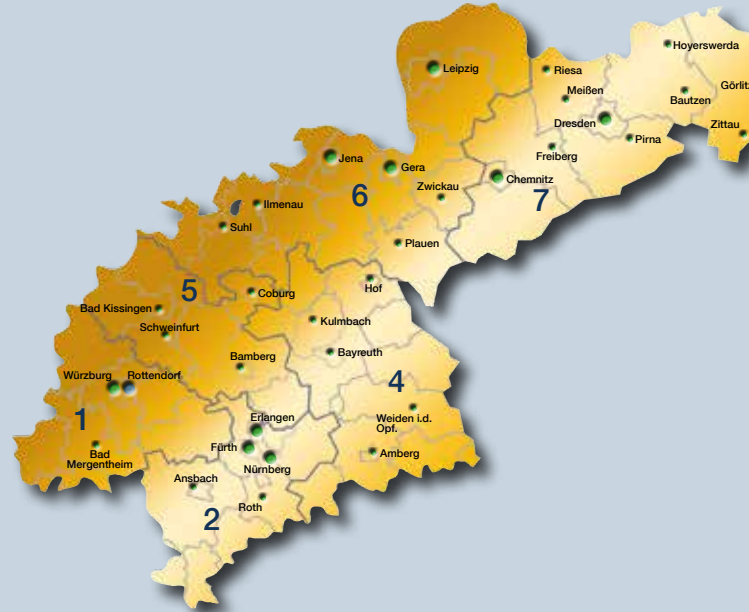 Hoyerswerda
Leipzig
Riesa
Görlitz
Meißen
Bautzen
Dresden
Zittau
Pirna
Freiberg
Jena
Gera
Chemnitz
Zwickau
6
7
Ilmenau
Suhl
Plauen
Hof
5
Coburg
Bad Kissingen
Kulmbach
Schweinfurt
Bayreuth
Bamberg
4
Würzburg
Rottendorf
1
Erlangen
Weiden i.d.
Opf.
Fürth
Bad
Mergentheim
Nürnberg
Amberg
Ansbach
Roth
2